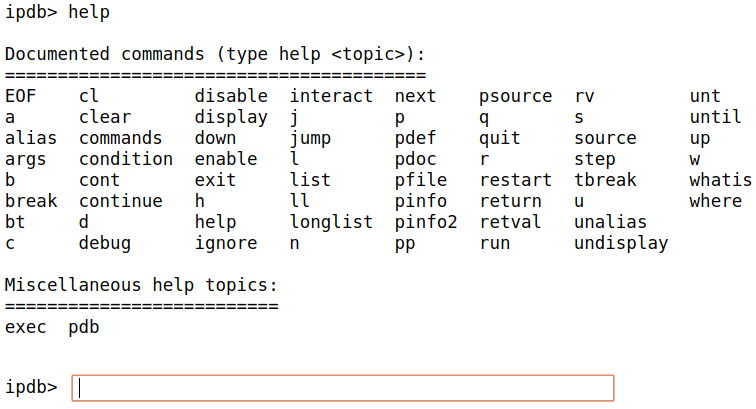 ipdb> help
Documented commands (type help <topic>):
========================================
EOF    cl         disable  interact  next    psource  rv         unt
a      clear      display  j         p       q        s          until
alias  commands   down     jump      pdef    quit     source     up
args   condition  enable   l         pdoc    r        step       w
b      cont       exit     list      pfile   restart  tbreak     whatis
break  continue   h        ll        pinfo   return   u          where
bt     d          help     longlist  pinfo2  retval   unalias
c      debug      ignore   n         pp      run      undisplay
Miscellaneous help topics:
==========================
exec  pdb
ipdb>